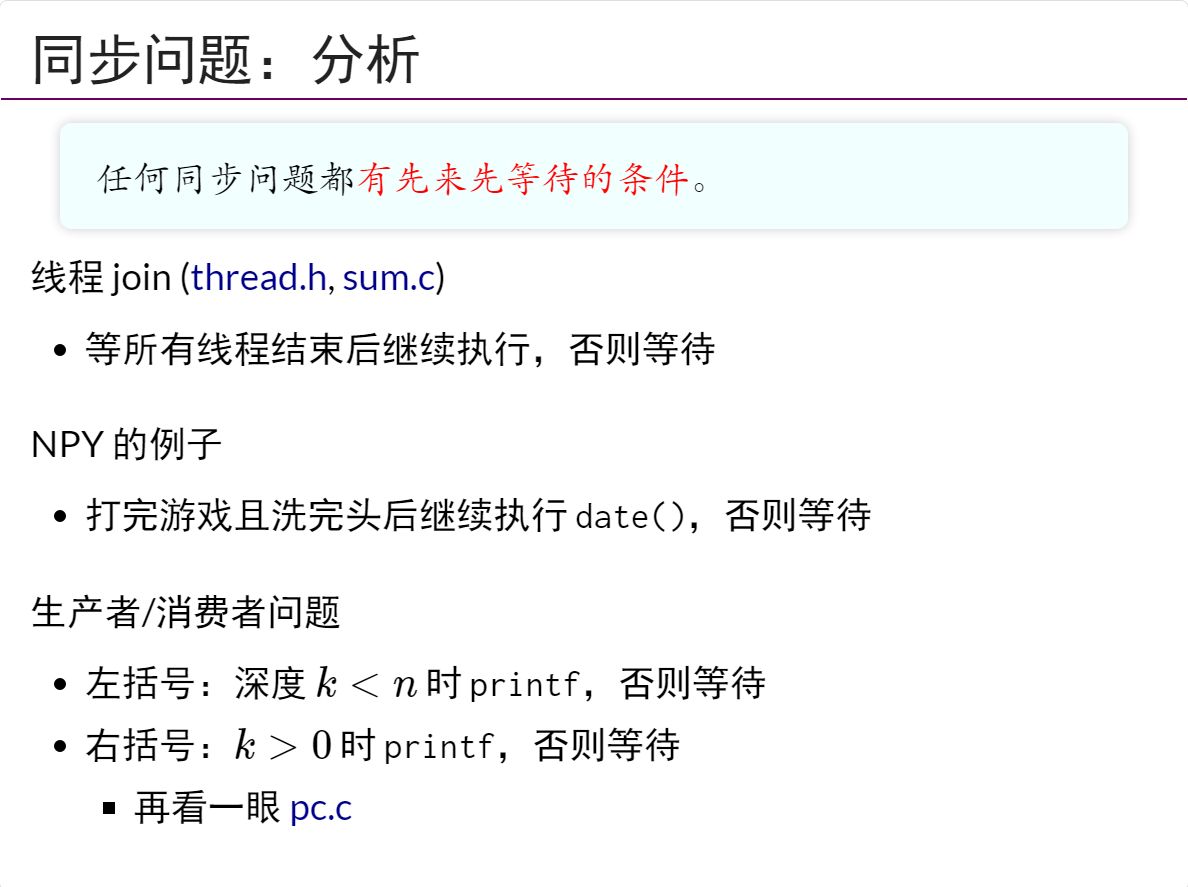 同步问题：分析
任何同步问题都有先来先等待的条件。
线程 join (thread.h, sum.c)
• 等所有线程结束后继续执行，否则等待
NPY 的例子
• 打完游戏且洗完头后继续执行 date()，否则等待
生产者/消费者问题
• 左括号：深度 k < n 时 printf，否则等待
• 右括号：k > 0 时 printf，否则等待
▪ 再看一眼 pc.c